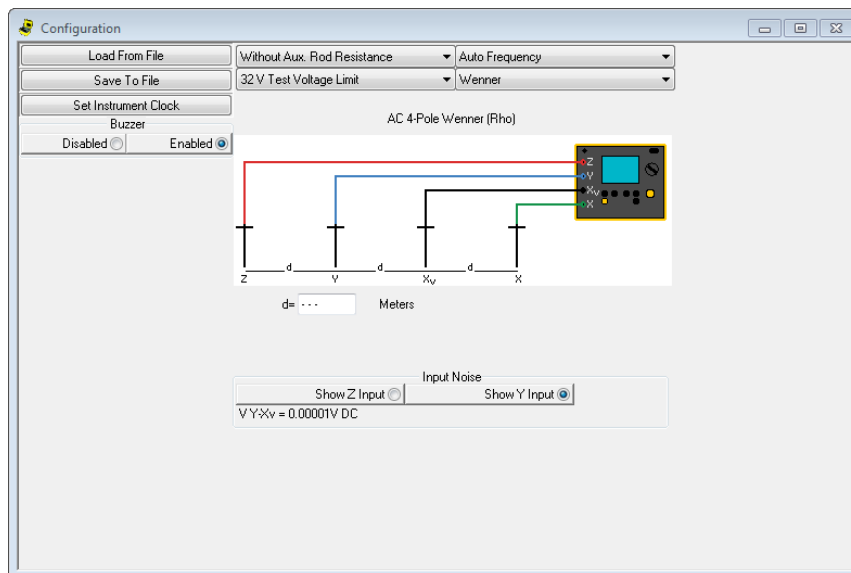 Configuration
Load From File
Without Aux. Rod Resistance
Auto Frequency
Save To File
32 V Test Voltage Limit
Wenner
Set Instrument Clock
Buzzer
Disabled
Enabled
AC 4-Pole Wenner (Rho)
Z
Y
Xv
X
d d d
Z Y Xv X
d= --- Meters
Input Noise
Show Z Input
Show Y Input
V Y-Xv = 0.00001V DC